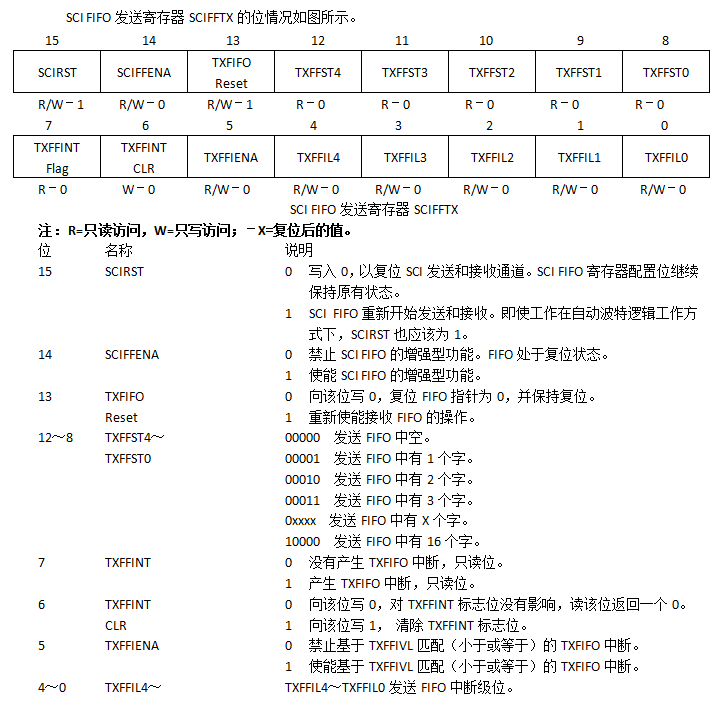 SCI FIFO 发送寄存器 SCIFFTX 的位情况如图所示。
15 14 13 12 11 10 9 8
SCIRST SCIFFENA TXFIFO Reset TXFFST4 TXFFST3 TXFFST2 TXFFST1 TXFFST0
R/W－1 R/W－0 R/W－1 R－0 R－0 R－0 R－0 R－0
7 6 5 4 3 2 1 0
TXFFINT Flag TXFFINT CLR TXFFIENA TXFFIL4 TXFFIL3 TXFFIL2 TXFFIL1 TXFFIL0
R－0 W－0 R/W－0 R/W－0 R/W－0 R/W－0 R/W－0 R/W－0
SCI FIFO 发送寄存器 SCIFFTX
注：R=只读访问，W=只写访问；－X=复位后的值。
位 名称 说明
15 SCIRST 0 写入 0，以复位 SCI 发送和接收通道。SCI FIFO 寄存器配置位继续
保持原有状态。
1 SCI FIFO 重新开始发送和接收。即使工作在自动波特逻辑工作方
式下，SCIRST 也应该为 1。
14 SCIFFENA 0 禁止 SCI FIFO 的增强型功能。FIFO 处于复位状态。
1 使能 SCI FIFO 的增强型功能。
13 TXFIFO 0 向该位写 0，复位 FIFO 指针为 0，并保持复位。
Reset 1 重新使能接收 FIFO 的操作。
12～8 TXFFST4～ 00000 发送 FIFO 中空。
TXFFST0 00001 发送 FIFO 中有 1 个字。
00010 发送 FIFO 中有 2 个字。
00011 发送 FIFO 中有 3 个字。
0xxxx 发送 FIFO 中有 X 个字。
10000 发送 FIFO 中有 16 个字。
7 TXFFINT 0 没有产生 TXFIFO 中断，只读位。
1 产生 TXFIFO 中断，只读位。
6 TXFFINT 0 向该位写 0，对 TXFFINT 标志位没有影响，读该位返回一个 0。
CLR 1 向该位写 1， 清除 TXFFINT 标志位。
5 TXFFIENA 0 禁止基于 TXFFIVL 匹配（小于或等于）的 TXFIFO 中断。
1 使能基于 TXFFIVL 匹配（小于或等于）的 TXFIFO 中断。
4～0 TXFFIL4～ TXFFIL4～TXFFIL0 发送 FIFO 中断级位。